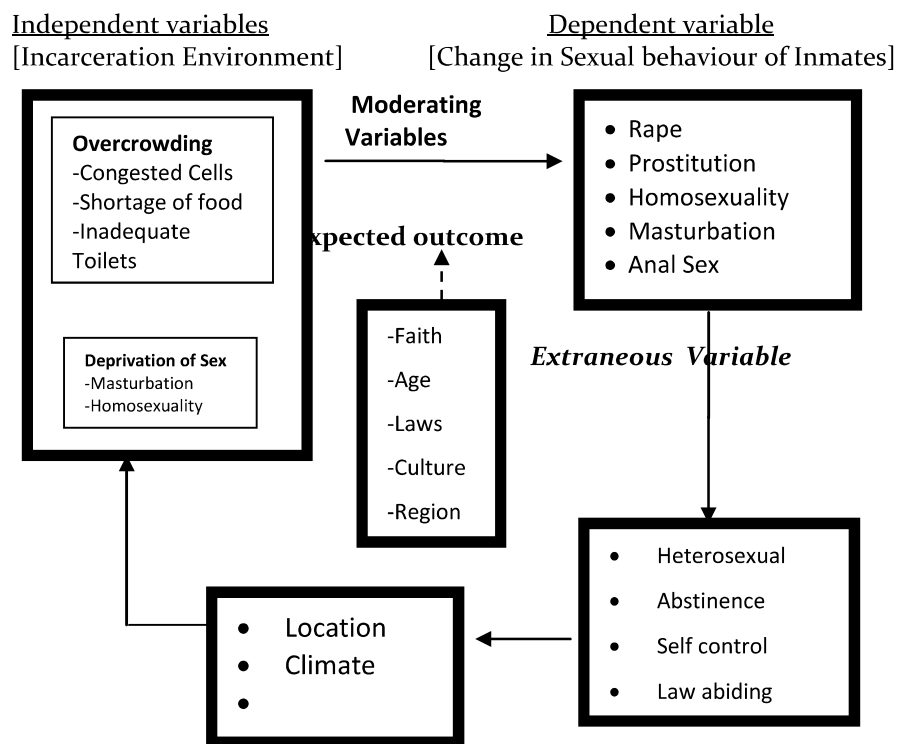 Independent variables
[Incarceration Environment]
Dependent variable
[Change in Sexual behaviour of Inmates]
Overcrowding
-Congested Cells
-Shortage of food
-Inadequate
Toilets
Deprivation of Sex
-Masturbation
-Homosexuality
Moderating
Variables
xpected outcome
-Faith
-Age
-Laws
-Culture
-Region
• Rape
• Prostitution
• Homosexuality
• Masturbation
• Anal Sex
Extraneous Variable
• Heterosexual
• Abstinence
• Self control
• Law abiding
• Location
• Climate
•